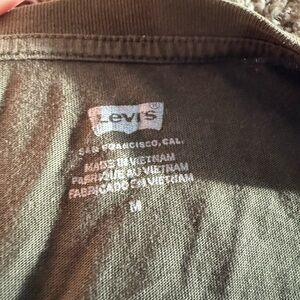 Levi's
SAN FRANCISCO, CAL.
MADE IN VIETNAM
FABRIQUÉ AU VIETNAM
FABRICADO EN VIETNAM
M